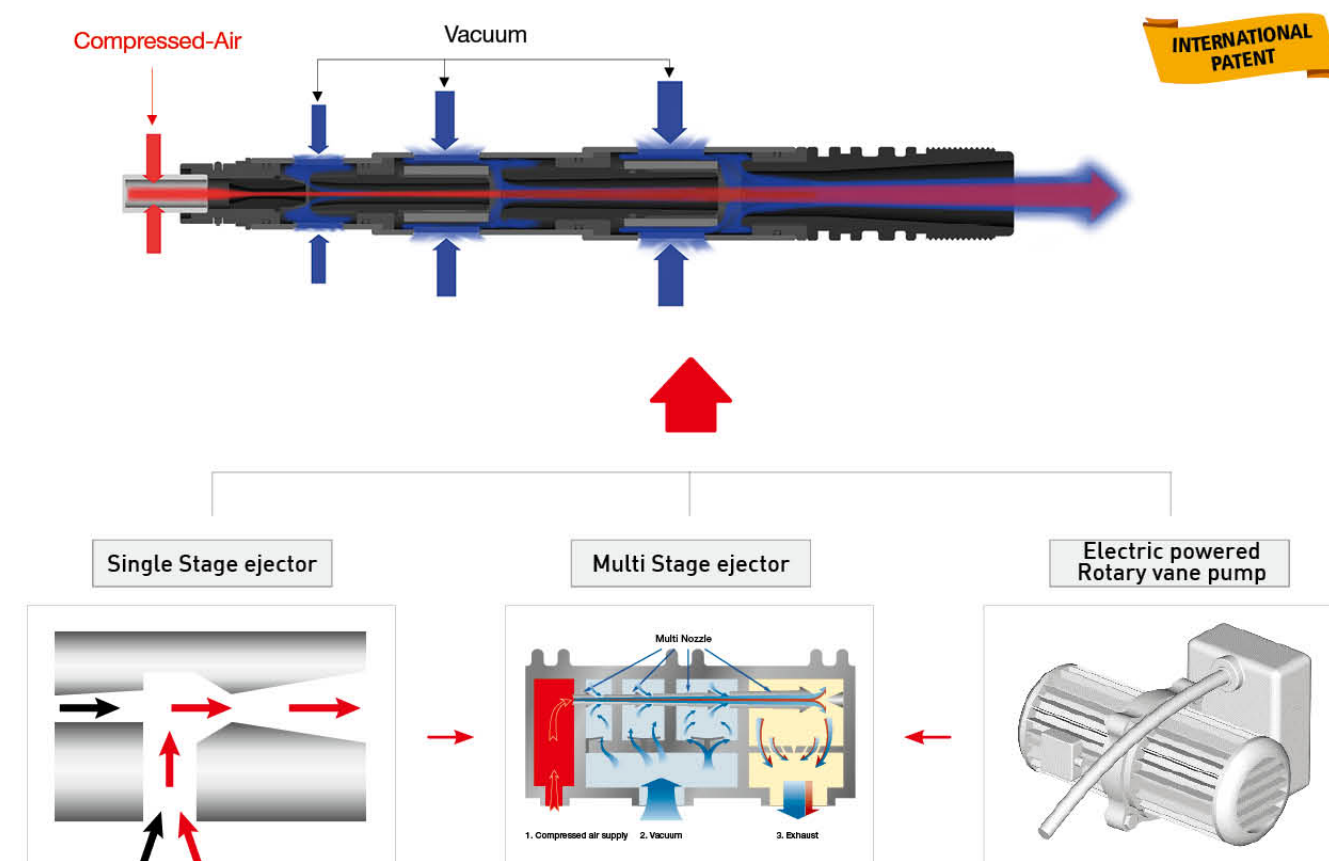 Compressed-Air
Vacuum
INTERNATIONAL
PATENT
Single Stage ejector
Multi Stage ejector
Electric powered
Rotary vane pump
Multi Nozzle
1. Compressed air supply
2. Vacuum
3. Exhaust